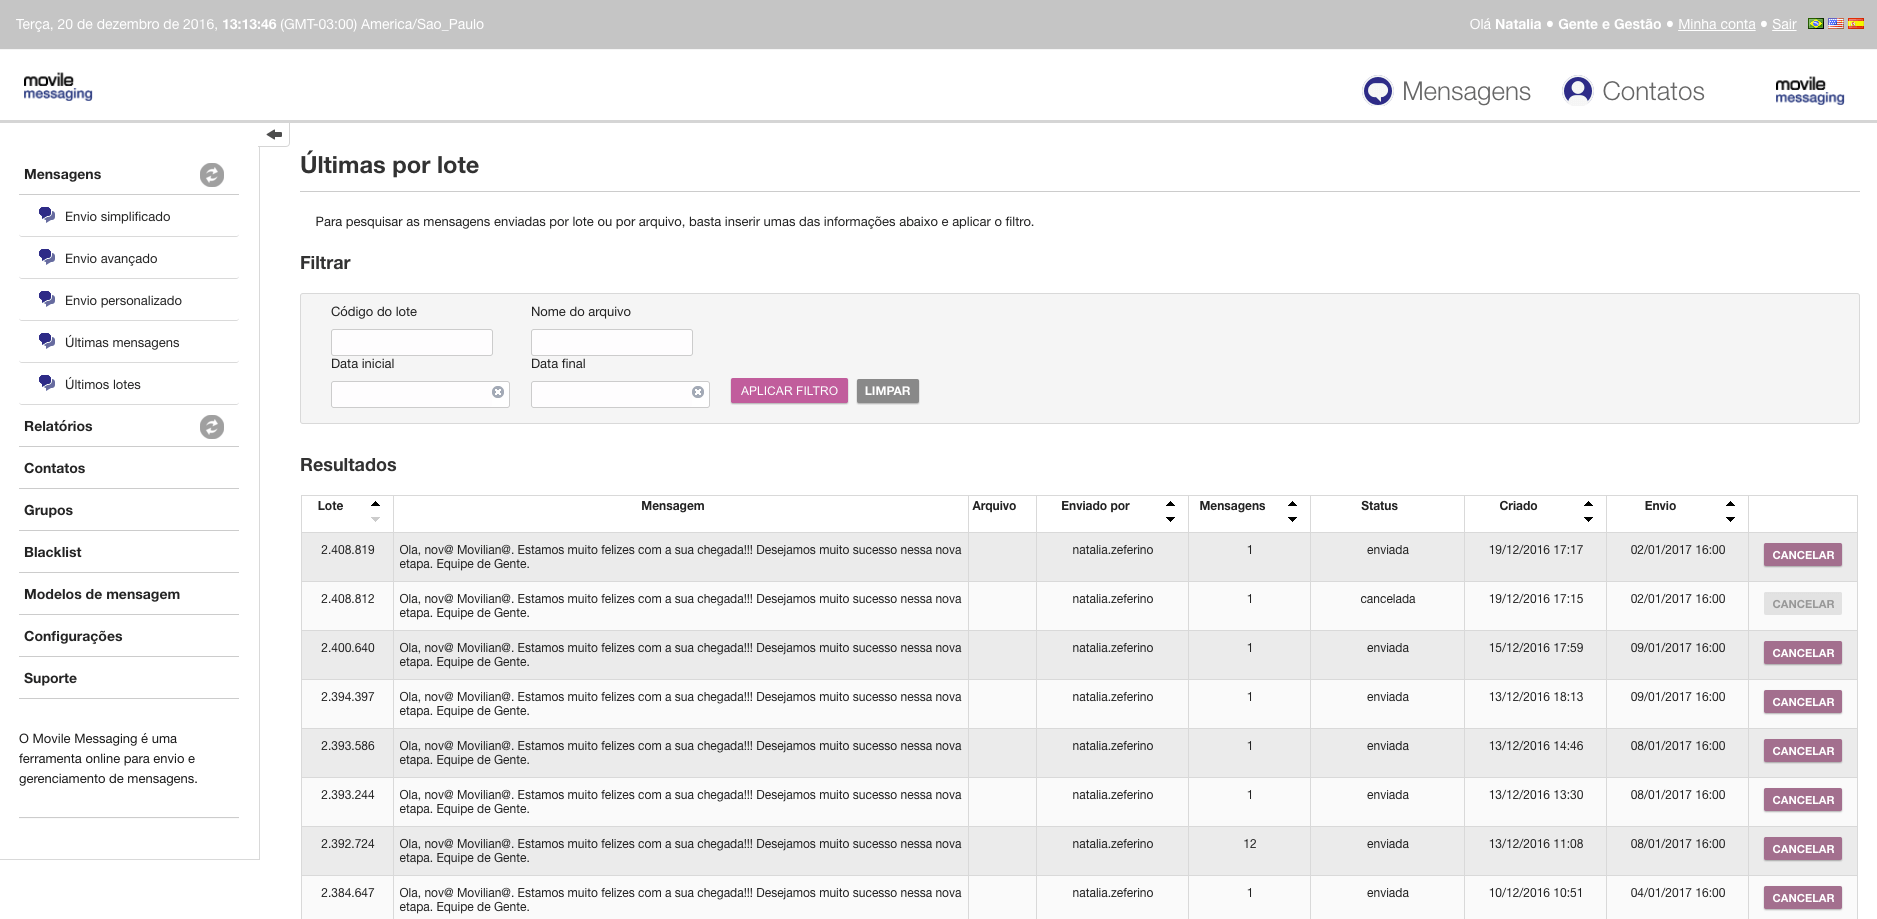 Terça, 20 de dezembro de 2016, 13:13:46 (GMT-03:00) America/Sao_Paulo
Olá Natalia • Gente e Gestão • Minha conta • Sair
movile
messaging
Mensagens
Contatos
movile
messaging
Mensagens
Envio simplificado
Envio avançado
Envio personalizado
Últimas mensagens
Últimos lotes
Relatórios
Contatos
Grupos
Blacklist
Modelos de mensagem
Configurações
Suporte
O Movile Messaging é uma
ferramenta online para envio e
gerenciamento de mensagens.
Últimas por lote
Para pesquisar as mensagens enviadas por lote ou por arquivo, basta inserir umas das informações abaixo e aplicar o filtro.
Filtrar
Código do lote Nome do arquivo
Data inicial Data final
APLICAR FILTRO LIMPAR
Resultados
Lote Mensagem Arquivo Enviado por Mensagens Status Criado Envio
2.408.819 Ola, nov@ Movilian@. Estamos muito felizes com a sua chegada!!! Desejamos muito sucesso nessa nova natalia.zeferino 1 enviada 19/12/2016 17:17 02/01/2017 16:00 CANCELAR
etapa. Equipe de Gente.
2.408.812 Ola, nov@ Movilian@. Estamos muito felizes com a sua chegada!!! Desejamos muito sucesso nessa nova natalia.zeferino 1 cancelada 19/12/2016 17:15 02/01/2017 16:00 CANCELAR
etapa. Equipe de Gente.
2.400.640 Ola, nov@ Movilian@. Estamos muito felizes com a sua chegada!!! Desejamos muito sucesso nessa nova natalia.zeferino 1 enviada 15/12/2016 17:59 09/01/2017 16:00 CANCELAR
etapa. Equipe de Gente.
2.394.397 Ola, nov@ Movilian@. Estamos muito felizes com a sua chegada!!! Desejamos muito sucesso nessa nova natalia.zeferino 1 enviada 13/12/2016 18:13 09/01/2017 16:00 CANCELAR
etapa. Equipe de Gente.
2.393.586 Ola, nov@ Movilian@. Estamos muito felizes com a sua chegada!!! Desejamos muito sucesso nessa nova natalia.zeferino 1 enviada 13/12/2016 14:46 08/01/2017 16:00 CANCELAR
etapa. Equipe de Gente.
2.393.244 Ola, nov@ Movilian@. Estamos muito felizes com a sua chegada!!! Desejamos muito sucesso nessa nova natalia.zeferino 1 enviada 13/12/2016 13:30 08/01/2017 16:00 CANCELAR
etapa. Equipe de Gente.
2.392.724 Ola, nov@ Movilian@. Estamos muito felizes com a sua chegada!!! Desejamos muito sucesso nessa nova natalia.zeferino 12 enviada 13/12/2016 11:08 08/01/2017 16:00 CANCELAR
etapa. Equipe de Gente.
2.384.647 Ola, nov@ Movilian@. Estamos muito felizes com a sua chegada!!! Desejamos muito sucesso nessa nova natalia.zeferino 1 enviada 10/12/2016 10:51 04/01/2017 16:00 CANCELAR
etapa. Equipe de Gente.